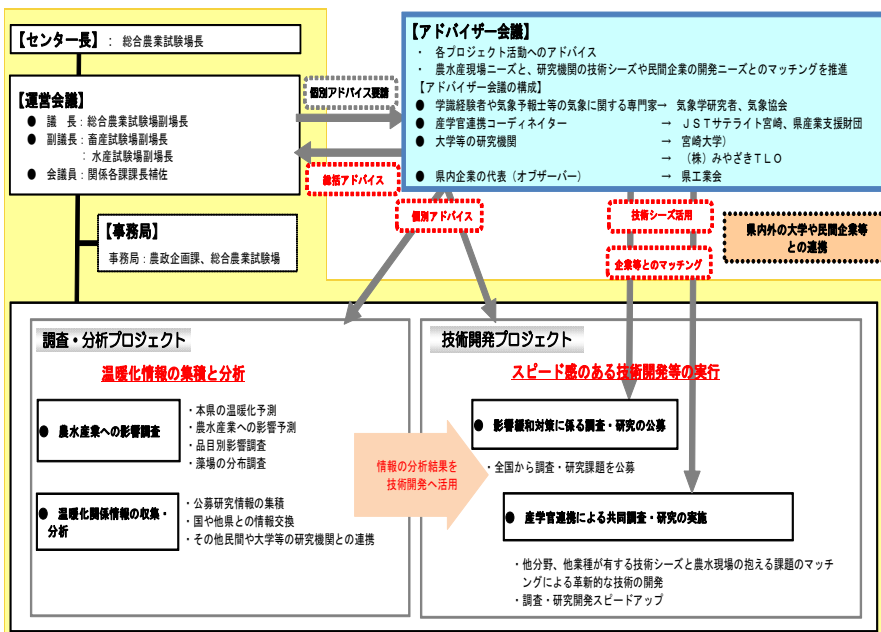 【センター長】 : 総合農業試験場長
【運営会議】
● 議 長:総合農業試験場副場長
● 副議長:畜産試験場副場長
:水産試験場副場長
● 会議員:関係各課課長補佐
【事務局】
事務局:農政企画課、総合農業試験場
個別アドバイス要請
総括アドバイス
個別アドバイス
【アドバイザー会議】
・ 各プロジェクト活動へのアドバイス
・ 農水産現場ニーズと、研究機関の技術シーズや民間企業の開発ニーズとのマッチングを推進
【アドバイザー会議の構成】
● 学識経験者や気象予報士等の気象に関する専門家→ 気象学研究者、気象協会
● 産学官連携コーディネイター → JSTサテライト宮崎、県産業支援財団
● 大学等の研究機関 → 宮崎大学)
→ (株)みやざきTLO
● 県内企業の代表(オブザーバー) → 県工業会
技術シーズ活用
企業等とのマッチング
県内外の大学や民間企業等
との連携
調査・分析プロジェクト
温暖化情報の集積と分析
● 農水産業への影響調査
・本県の温暖化予測
・農水産業への影響予測
・品目別影響調査
・藻場の分布調査
● 温暖化関係情報の収集・
分析
・公募研究情報の集積
・国や他県との情報交換
・その他民間や大学等の研究機関との連携
情報の分析結果を
技術開発へ活用
技術開発プロジェクト
スピード感のある技術開発等の実行
● 影響緩和対策に係る調査・研究の公募
・全国から調査・研究課題を公募
● 産学官連携による共同調査・研究の実施
・他分野、他業種が有する技術シーズと農水現場の抱える課題のマッチ
ングによる革新的な技術の開発
・調査・研究開発スピードアップ